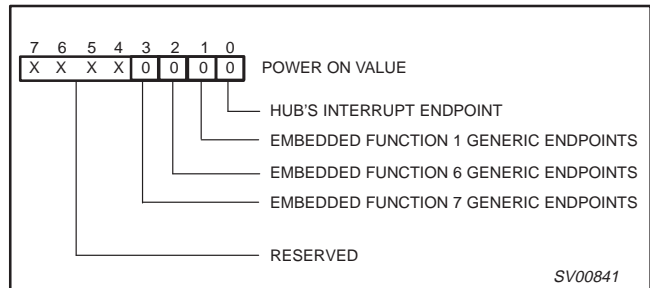 7 6 5 4 3 2 1 0
X X X X 0 0 0 0 POWER ON VALUE
HUB'S INTERRUPT ENDPOINT
EMBEDDED FUNCTION 1 GENERIC ENDPOINTS
EMBEDDED FUNCTION 6 GENERIC ENDPOINTS
EMBEDDED FUNCTION 7 GENERIC ENDPOINTS
RESERVED
SV00841